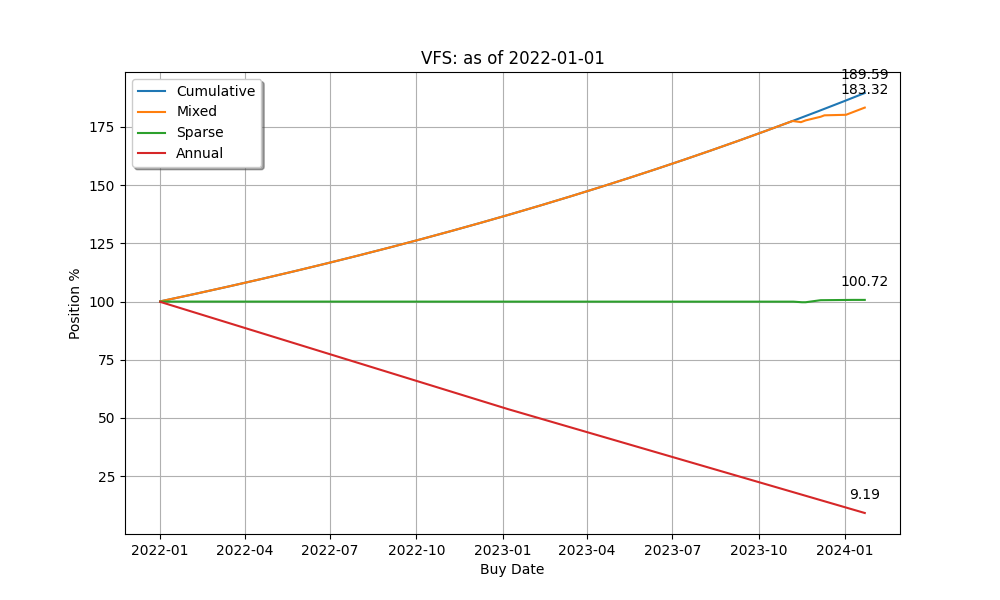 VFS: as of 2022-01-01
189.59
183.32
Cumulative
Mixed
Sparse
Annual
100.72
9.19
175
150
125
100
75
50
25
Position %
2022-01 2022-04 2022-07 2022-10 2023-01 2023-04 2023-07 2023-10 2024-01
Buy Date